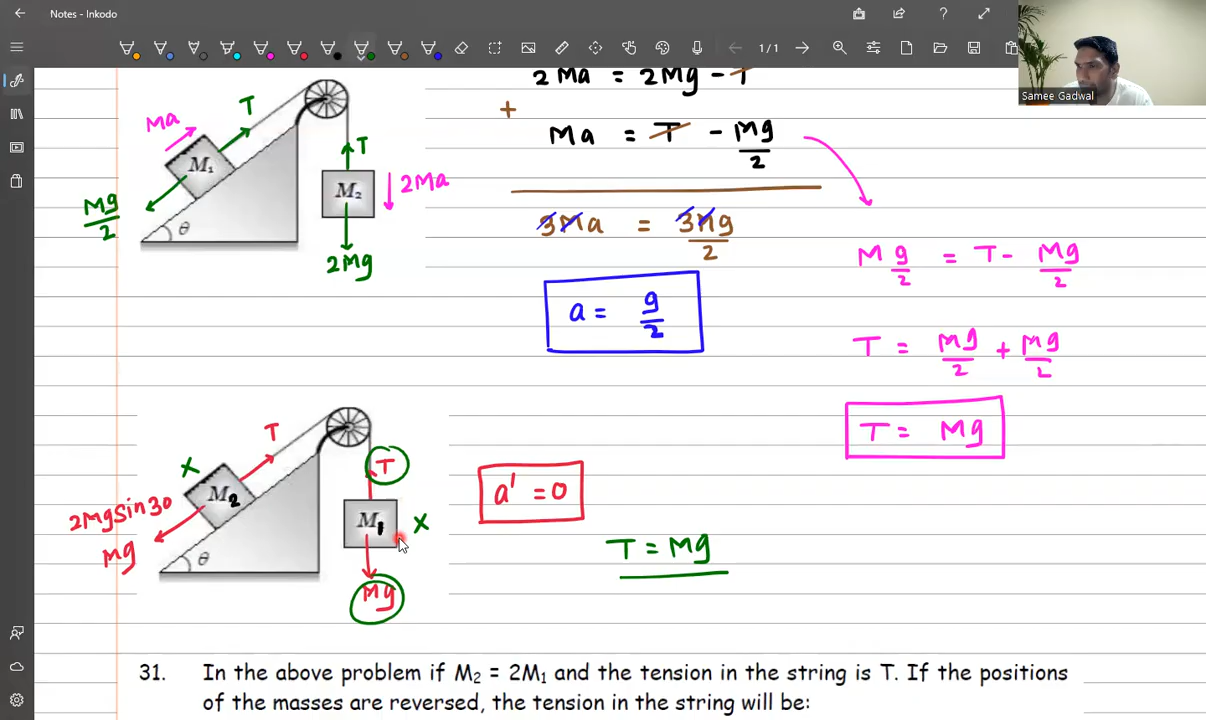 Notes - Inkodo
1/1
Samee Gadwal
2Ma = 2Mg - T
+
Ma = T - Mg/2
3Ma = 3Mg/2
a = g/2
M g/2 = T - Mg/2
T = Mg/2 + Mg/2
T = Mg
Ma
T
M1
Mg/2
θ
T
M2
2Ma
2Mg
T
X
M2
2Mgsin30
Mg
θ
T
M1
X
Mg
a' = 0
T = Mg
31. In the above problem if M₂ = 2M₁ and the tension in the string is T. If the positions
of the masses are reversed, the tension in the string will be: